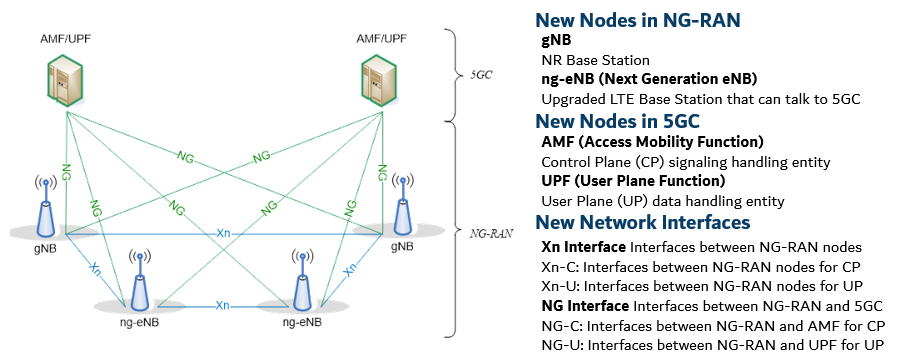 AMF/UPF
AMF/UPF
5GC
NG
NG
NG
NG
NG
NG
NG
NG
gNB
Xn
gNB
NG-RAN
Xn
Xn
ng-eNB
Xn
ng-eNB
New Nodes in NG-RAN
gNB
NR Base Station
ng-eNB (Next Generation eNB)
Upgraded LTE Base Station that can talk to 5GC
New Nodes in 5GC
AMF (Access Mobility Function)
Control Plane (CP) signaling handling entity
UPF (User Plane Function)
User Plane (UP) data handling entity
New Network Interfaces
Xn Interface Interfaces between NG-RAN nodes
Xn-C: Interfaces between NG-RAN nodes for CP
Xn-U: Interfaces between NG-RAN nodes for UP
NG Interface Interfaces between NG-RAN and 5GC
NG-C: Interfaces between NG-RAN and AMF for CP
NG-U: Interfaces between NG-RAN and UPF for UP